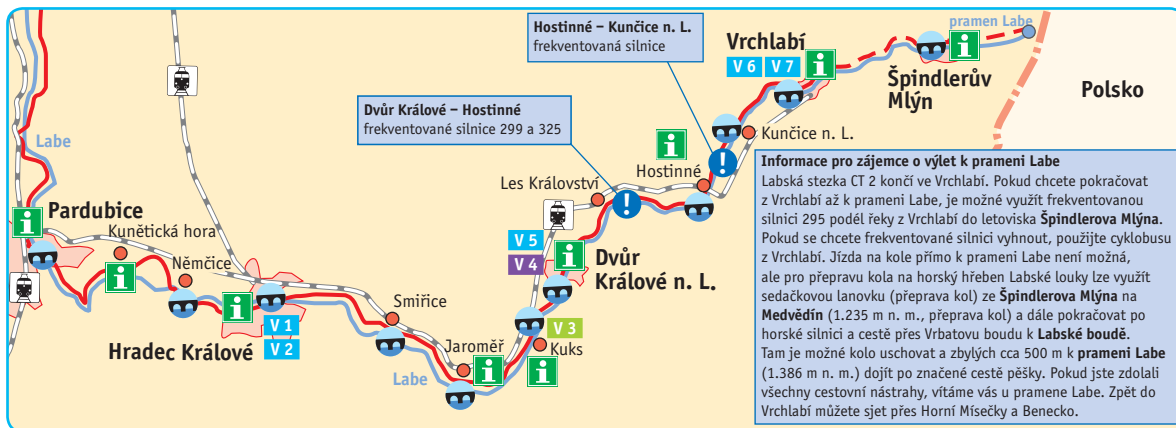 pramen Labe
Hostinné – Kunčice n. L.
frekventovaná silnice
Vrchlabí
V 6 V 7
Špindlerův
Mlýn
Polsko
Dvůr Králové – Hostinné
frekventované silnice 299 a 325
Kunčice n. L.
Labe
Hostinné
Les Království
Pardubice
Kunětická hora
Němčice
V 5
V 4
Dvůr
Králové n. L.
Smiřice
V 1
V 2
Hradec Králové
V 3
Jaroměř
Kuks
Labe
Informace pro zájemce o výlet k prameni Labe
Labská stezka CT 2 končí ve Vrchlabí. Pokud chcete pokračovat
z Vrchlabí až k prameni Labe, je možné využít frekventovanou
silnici 295 podél řeky z Vrchlabí do letoviska Špindlerova Mlýna.
Pokud se chcete frekventované silnici vyhnout, použijte cyklobusu
z Vrchlabí. Jízda na kole přímo k prameni Labe není možná,
ale pro přepravu kola na horský hřeben Labské louky lze využít
sedačkovou lanovku (přeprava kol) ze Špindlerova Mlýna na
Medvědín (1.235 m n. m., přeprava kol) a dále pokračovat po
horské silnici a cestě přes Vrbatovu boudu k Labské boudě.
Tam je možné kolo uschovat a zbylých cca 500 m k prameni Labe
(1.386 m n. m.) dojít po značené cestě pěšky. Pokud jste zdolali
všechny cestovní nástrahy, vítáme vás u pramene Labe. Zpět do
Vrchlabí můžete sjet přes Horní Mísečky a Benecko.